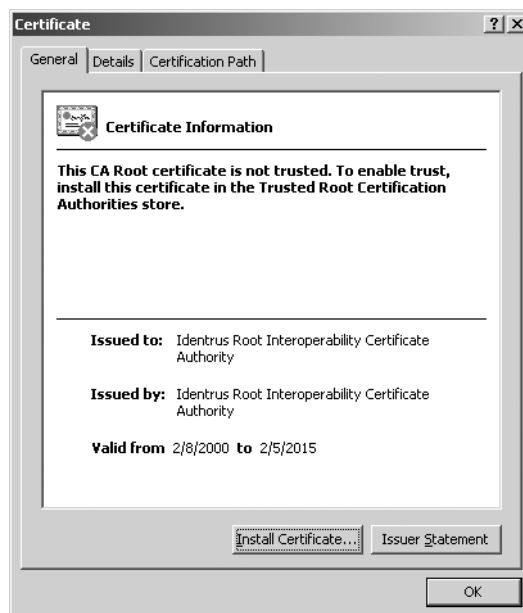 Certificate
? X
General Details Certification Path
Certificate Information
This CA Root certificate is not trusted. To enable trust,
install this certificate in the Trusted Root Certification
Authorities store.
Issued to: Identrus Root Interoperability Certificate
Authority
Issued by: Identrus Root Interoperability Certificate
Authority
Valid from 2/8/2000 to 2/5/2015
Install Certificate... Issuer Statement
OK